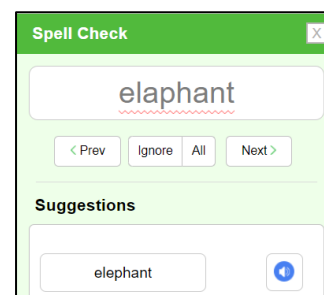 Spell Check X
elaphant
< Prev Ignore All Next >
Suggestions
elephant